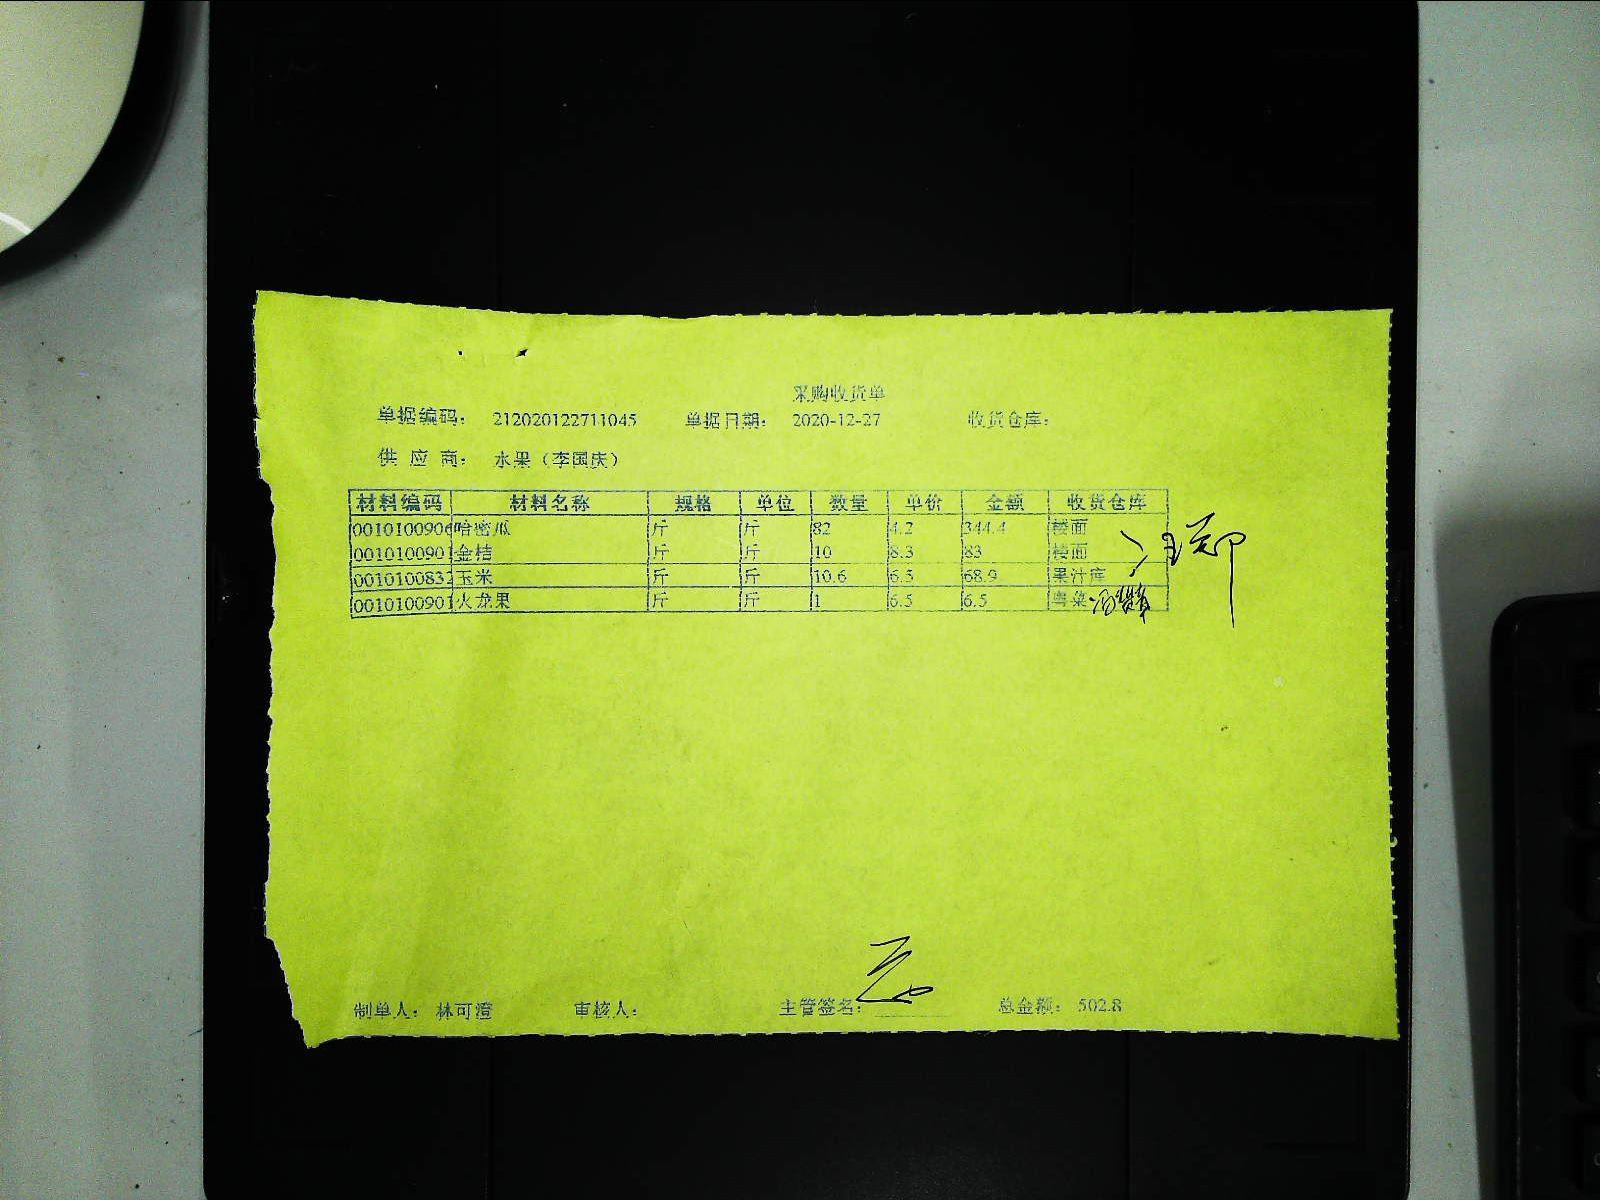 采购收货单
单据编码： 212020122711045 单据日期： 2020-12-27 收货仓库：
供 应 商： 水果（李国庆）
材料编码 材料名称 规格 单位 数量 单价 金额 收货仓库
0010100906 哈密瓜 斤 斤 82 4.2 344.4 楼面
001010090 金桔 斤 斤 10 8.3 83 楼面
001010083 玉米 斤 斤 10.6 6.5 68.9 果汁库
001010090 火龙果 斤 斤 1 6.5 6.5 粤菜
制单人： 林可澄 审核人： 主管签名： 总金额： 502.8